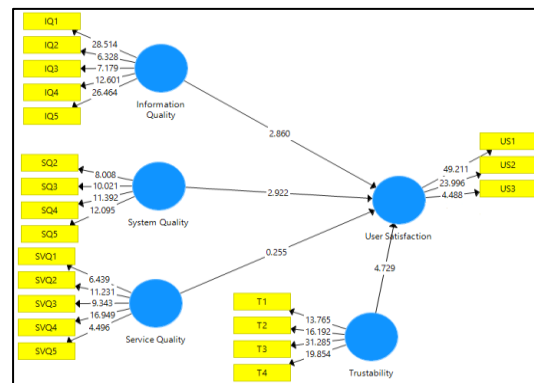 IQ1
IQ2
IQ3
IQ4
IQ5
28.514
6.328
7.179
12.601
26.464
Information
Quality
2.860
SQ2
SQ3
SQ4
SQ5
8.008
10.021
11.392
12.095
System Quality
2.922
US1
US2
US3
49.211
23.996
4.488
User Satisfaction
SVQ1
SVQ2
SVQ3
SVQ4
SVQ5
6.439
11.231
9.343
16.949
4.496
Service Quality
0.255
4.729
T1
T2
T3
T4
13.765
16.192
31.285
19.854
Trustability